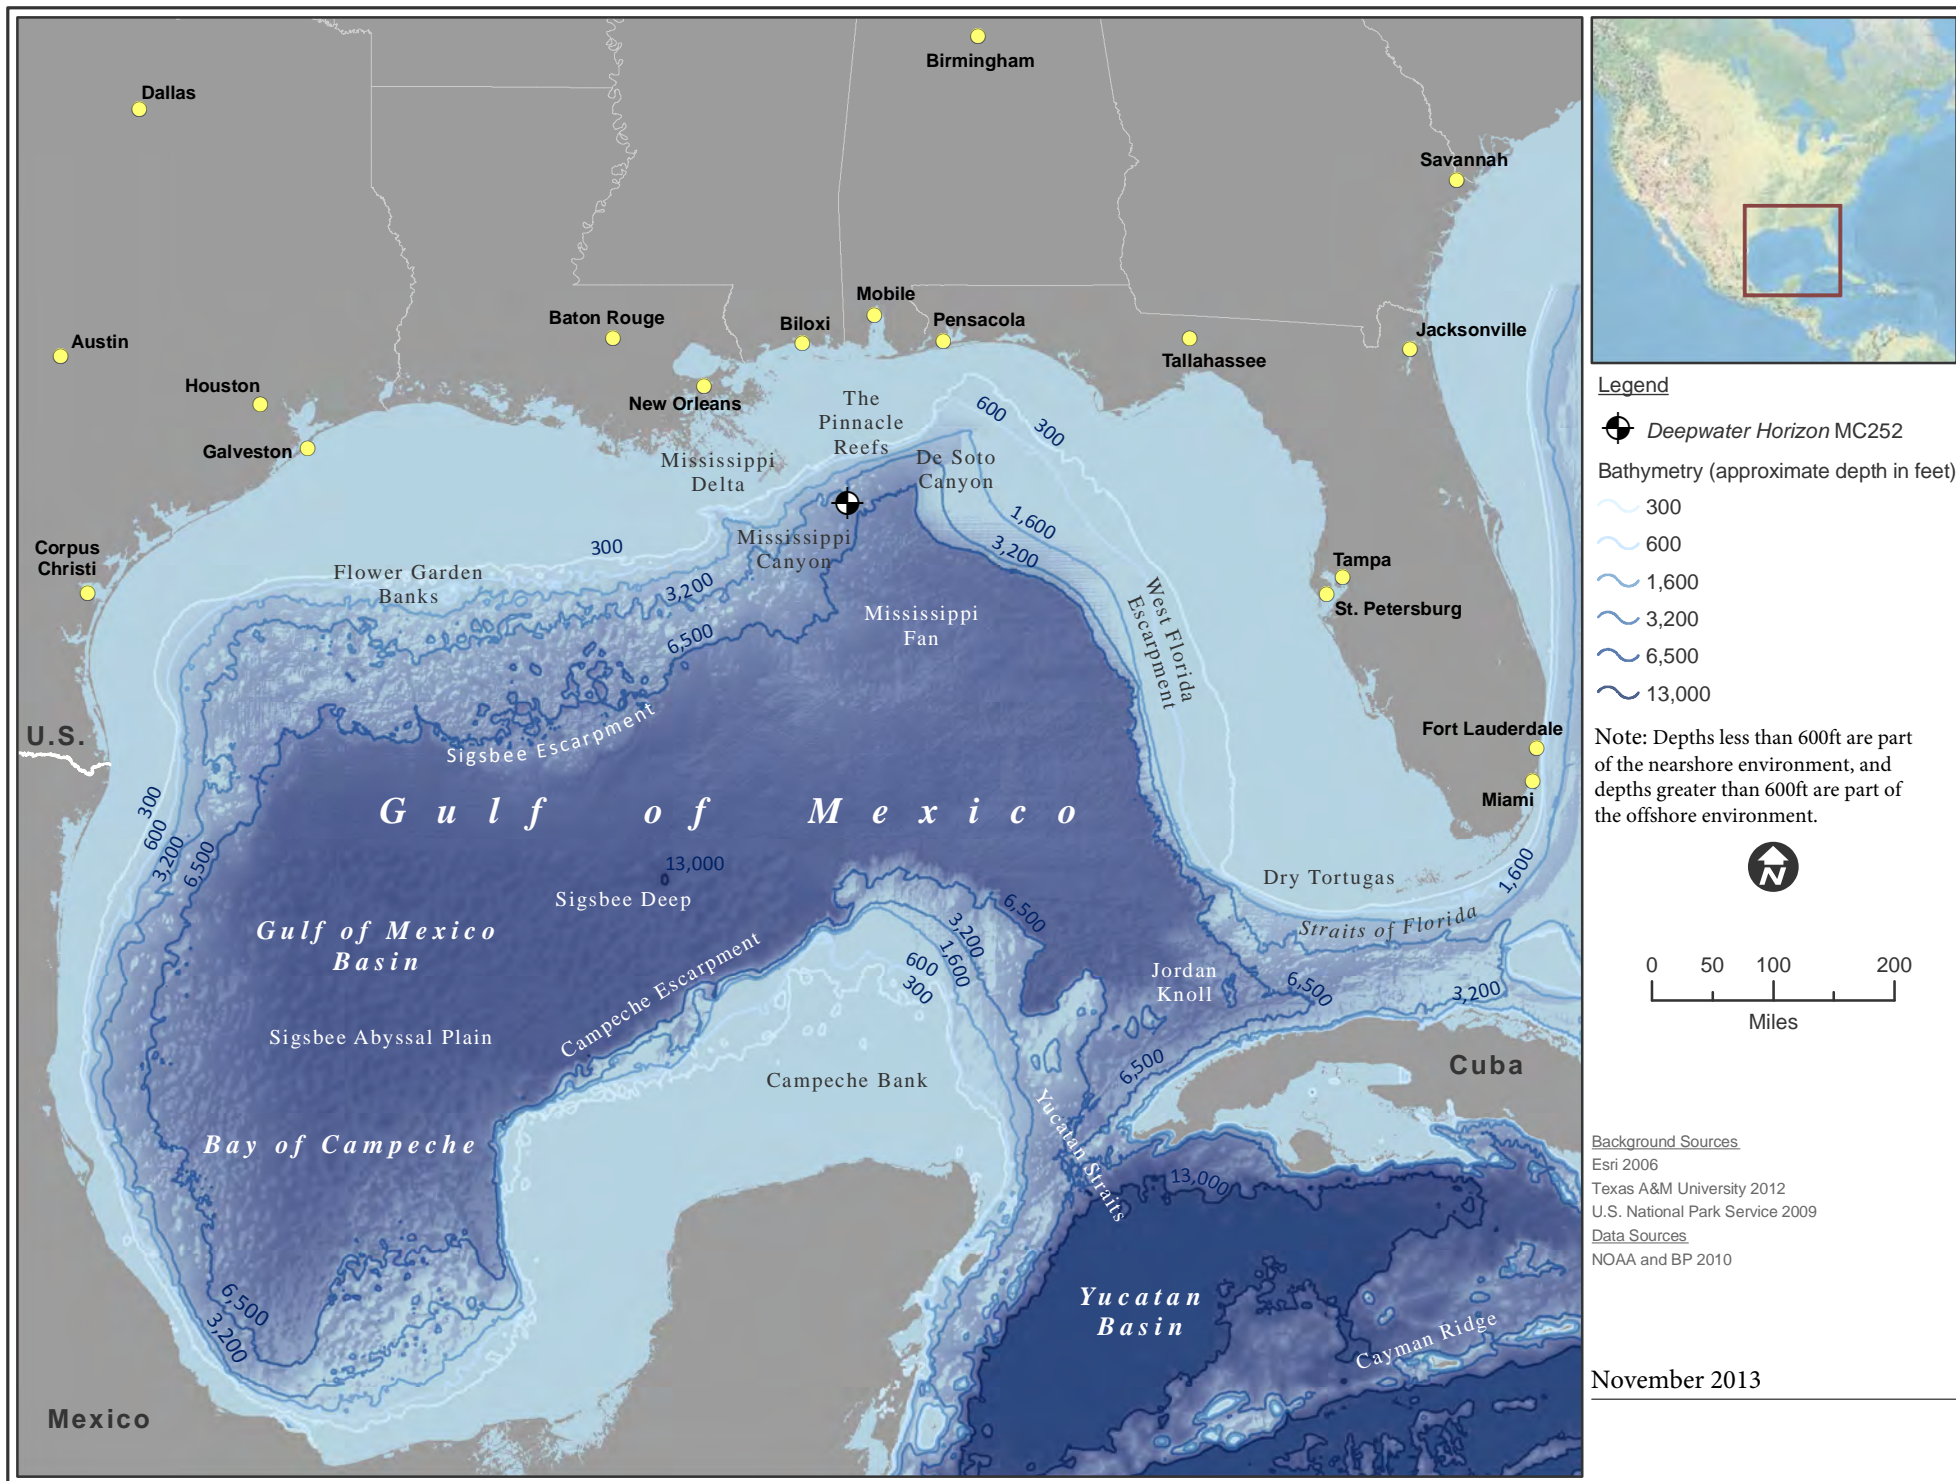 Birmingham
Dallas
Savannah
Mobile
Baton Rouge
Biloxi
Pensacola
Jacksonville
Austin
Tallahassee
Houston
New Orleans
Galveston
The
Pinnacle
Reefs
600
300
Mississippi
Delta
De Soto
Canyon
1,600
3,200
Mississippi
Canyon
300
Corpus
Christi
Flower Garden
Banks
3,200
6,500
Mississippi
Fan
West Florida
Escarpment
Tampa
St. Petersburg
Sigsbee Escarpment
U.S.
Fort Lauderdale
Miami
Gulf of Mexico
300
600
3,200
6,500
13,000
Sigsbee Deep
Dry Tortugas
1,600
Straits of Florida
Gulf of Mexico
Basin
Campeche Escarpment
6,500
3,200
1,600
600
300
Jordan
Knoll
6,500
3,200
Sigsbee Abyssal Plain
Campeche Bank
6,500
Cuba
Bay of Campeche
Yucatan Straits
13,000
6,500
3,200
Yucatan
Basin
Cayman Ridge
Mexico
Legend
Deepwater Horizon MC252
Bathymetry (approximate depth in feet)
300
600
1,600
3,200
6,500
13,000
Note: Depths less than 600ft are part
of the nearshore environment, and
depths greater than 600ft are part of
the offshore environment.
N
0 50 100 200
Miles
Background Sources
Esri 2006
Texas A&M University 2012
U.S. National Park Service 2009
Data Sources
NOAA and BP 2010
November 2013